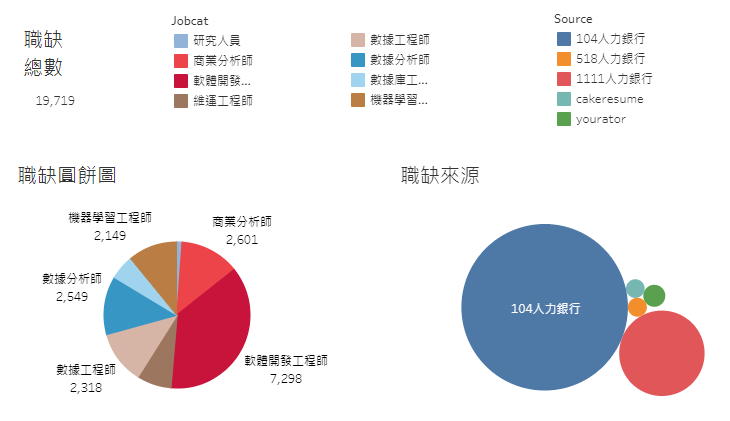 職缺
總數
19,719
Jobcat
研究人員
商業分析師
軟體開發...
維運工程師
數據工程師
數據分析師
數據庫工...
機器學習...
Source
104人力銀行
518人力銀行
1111人力銀行
cakeresume
yourator
職缺圓餅圖
機器學習工程師
2,149
商業分析師
2,601
數據分析師
2,549
數據工程師
2,318
軟體開發工程師
7,298
職缺來源
104人力銀行